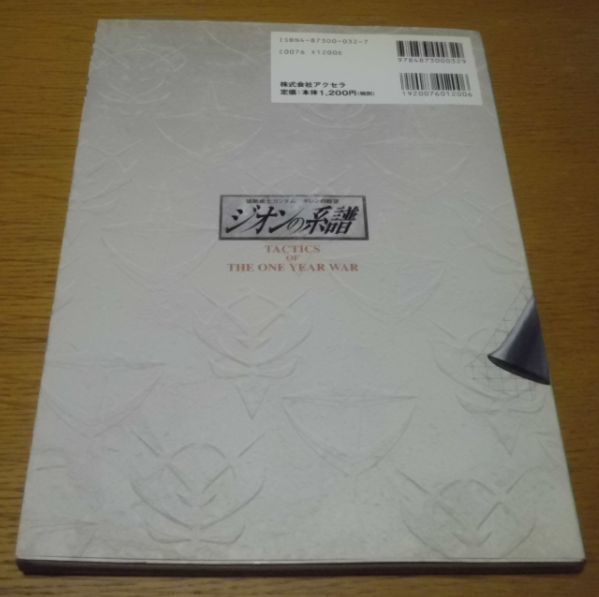 ISBN4-87300-032-7
C0076 ¥1200E
9784873000329
株式会社アクセラ
定価:本体1,200円(税別)
1920076012006
機動戦士ガンダム ギレンの野望
ジオンの系譜
TACTICS
OF
THE ONE YEAR WAR